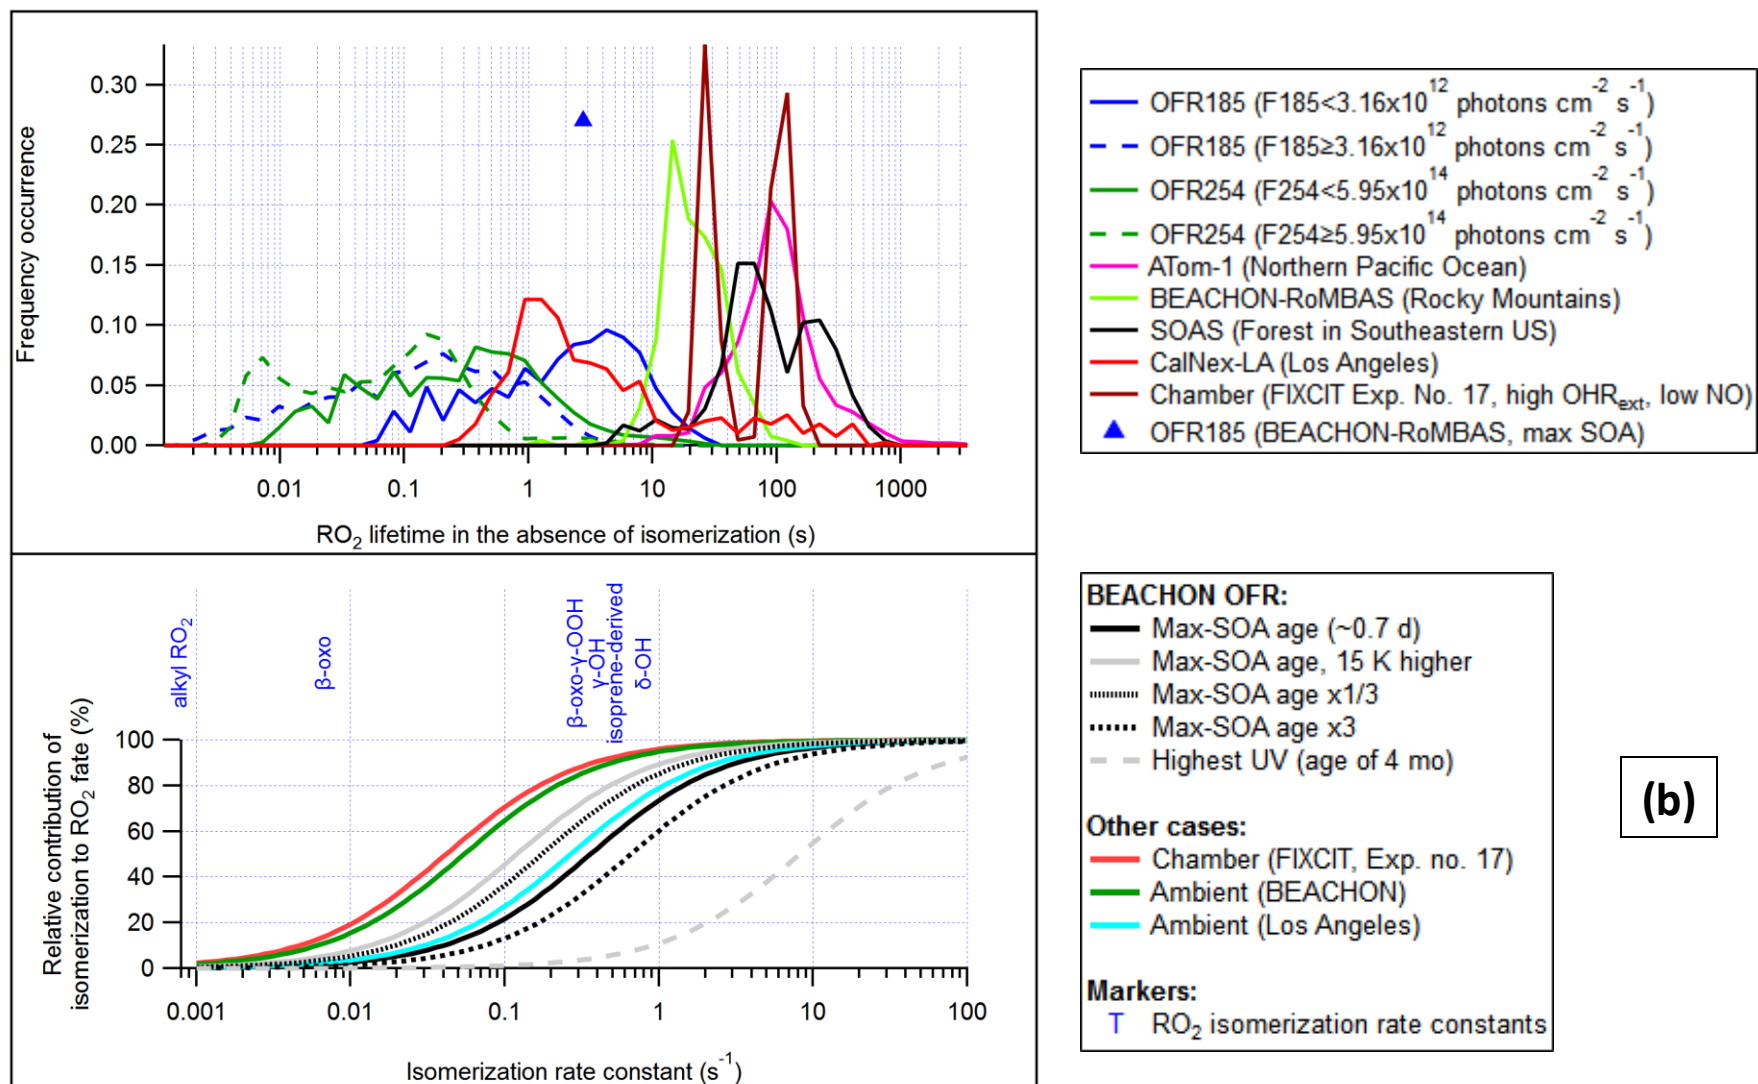 0.30
0.25
0.20
0.15
0.10
0.05
0.00
Frequency occurrence
0.01
0.1
1
10
100
1000
RO₂ lifetime in the absence of isomerization (s)
OFR185 (F185<3.16x10¹² photons cm⁻² s⁻¹)
OFR185 (F185≥3.16x10¹² photons cm⁻² s⁻¹)
OFR254 (F254<5.95x10¹⁴ photons cm⁻² s⁻¹)
OFR254 (F254≥5.95x10¹⁴ photons cm⁻² s⁻¹)
ATom-1 (Northern Pacific Ocean)
BEACHON-RoMBAS (Rocky Mountains)
SOAS (Forest in Southeastern US)
CalNex-LA (Los Angeles)
Chamber (FIXCIT Exp. No. 17, high OHRₑₓₜ, low NO)
OFR185 (BEACHON-RoMBAS, max SOA)
alkyl RO₂
β-oxo
β-oxo-γ-OOH
γ-OH
isoprene-derived
δ-OH
100
80
60
40
20
0
Relative contribution of
isomerization to RO₂ fate (%)
0.001
0.01
0.1
1
10
100
Isomerization rate constant (s⁻¹)
BEACHON OFR:
Max-SOA age (~0.7 d)
Max-SOA age, 15 K higher
Max-SOA age x1/3
Max-SOA age x3
Highest UV (age of 4 mo)
Other cases:
Chamber (FIXCIT, Exp. no. 17)
Ambient (BEACHON)
Ambient (Los Angeles)
Markers:
T RO₂ isomerization rate constants
(b)